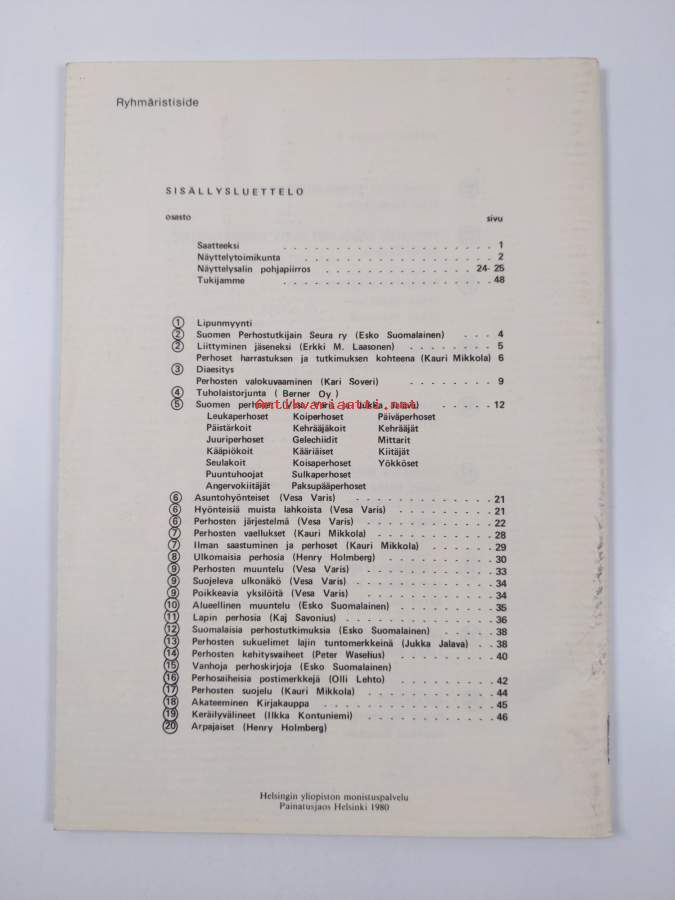 Ryhmäristiside
SISÄLLYSLUETTELO
osasto sivu
Saatteeksi . . . . . . . . . . . . . . . . . . . . 1
Näyttelytoimikunta . . . . . . . . . . . . . . . . . . . . 2
Näyttelysalin pohjapiirros . . . . . . . . . . . . . . 24- 25
Tukijamme . . . . . . . . . . . . . . . . . . . . 48
1 Lipunmyynti
2 Suomen Perhostutkijain Seura ry (Esko Suomalainen) . . . 4
2 Liittyminen jäseneksi (Erkki M. Laasonen) . . . . . . . 5
Perhoset harrastuksen ja tutkimuksen kohteena (Kauri Mikkola) 6
3 Diaesitys
Perhosten valokuvaaminen (Kari Soveri) . . . . . . . . 9
4 Tuholaistorjunta ( Berner Oy )
5 Suomen perhoset Varis ja Jukka Jalava) . . . . . 12
Antikvariaatti.net
Leukaperhoset Koiperhoset Päiväperhoset
Päistärkoit Kehrääjäkoit Kehrääjät
Juuriperhoset Gelechiidit Mittarit
Kääpiökoit Kääriäiset Kiitäjät
Seulakoit Koisaperhoset Yökköset
Puuntuhoojat Sulkaperhoset
Angervokiitäjät Paksupääperhoset
6 Asuntohyönteiset (Vesa Varis) . . . . . . . . . . . . . 21
6 Hyönteisiä muista lahkoista (Vesa Varis) . . . . . . . . . 21
6 Perhosten järjestelmä (Vesa Varis) . . . . . . . . . . . . 22
7 Perhosten vaellukset (Kauri Mikkola) . . . . . . . . . . . 28
7 Ilman saastuminen ja perhoset (Kauri Mikkola) . . . . . . 29
8 Ulkomaisia perhosia (Henry Holmberg) . . . . . . . . . . 30
9 Perhosten muuntelu (Vesa Varis) . . . . . . . . . . . . 33
9 Suojeleva ulkonäkö (Vesa Varis) . . . . . . . . . . . . 34
9 Poikkeavia yksilöitä (Vesa Varis) . . . . . . . . . . . . 34
10 Alueellinen muuntelu (Esko Suomalainen) . . . . . . . . . 35
11 Lapin perhosia (Kaj Savonius) . . . . . . . . . . . . . 36
12 Suomalaisia perhostutkimuksia (Esko Suomalainen) . . . . . 38
13 Perhosten sukuelimet lajin tuntomerkkeinä (Jukka Jalava) . . 38
14 Perhosten kehitysvaiheet (Peter Waselius) . . . . . . . . 40
15 Vanhoja perhoskirjoja (Esko Suomalainen)
16 Perhosaiheisia postimerkkejä (Olli Lehto) . . . . . . . . . 42
17 Perhosten suojelu (Kauri Mikkola) . . . . . . . . . . . . 44
18 Akateeminen Kirjakauppa . . . . . . . . . . . . . . 45
19 Keräilyvälineet (Ilkka Kontuniemi) . . . . . . . . . . . 46
20 Arpajaiset (Henry Holmberg)
Helsingin yliopiston monistuspalvelu
Painatusjaos Helsinki 1980